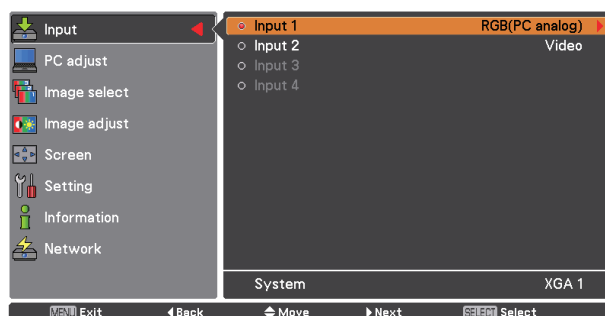 Input
PC adjust
Image select
Image adjust
Screen
Setting
Information
Network
Input 1 RGB(PC analog)
Input 2 Video
Input 3
Input 4
System XGA 1
MENU Exit Back Move Next SELECT Select